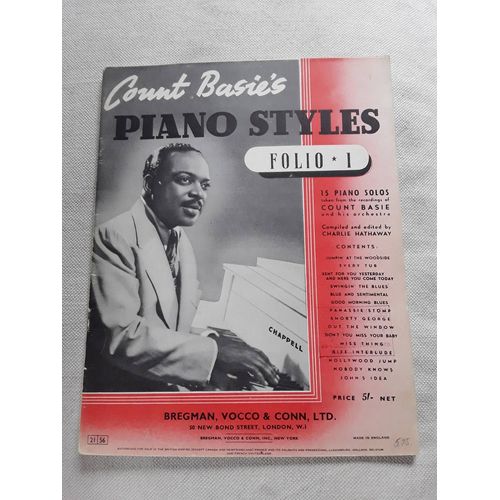 Count Basie's
PIANO STYLES
FOLIO ★ 1
15 PIANO SOLOS
taken from the recordings of
COUNT BASIE
and his orchestra
Compiled and edited by
CHARLIE HATHAWAY
CONTENTS:
JUMPIN' AT THE WOODSIDE
EVERY TUB
SENT FOR YOU YESTERDAY
AND HERE YOU COME TODAY
SWINGIN' THE BLUES
BLUE AND SENTIMENTAL
GOOD MORNING BLUES
PANASSIE STOMP
SHORTY GEORGE
OUT THE WINDOW
DON'T YOU MISS YOUR BABY
MISS THING
RIFF INTERLUDE
HOLLYWOOD JUMP
NOBODY KNOWS
JOHN'S IDEA
CHAPPELL
PRICE 5/- NET
BREGMAN, VOCCO & CONN, LTD.
50 NEW BOND STREET, LONDON, W.1
BREGMAN, VOCCO & CONN, INC., NEW YORK
21 56
MADE IN ENGLAND